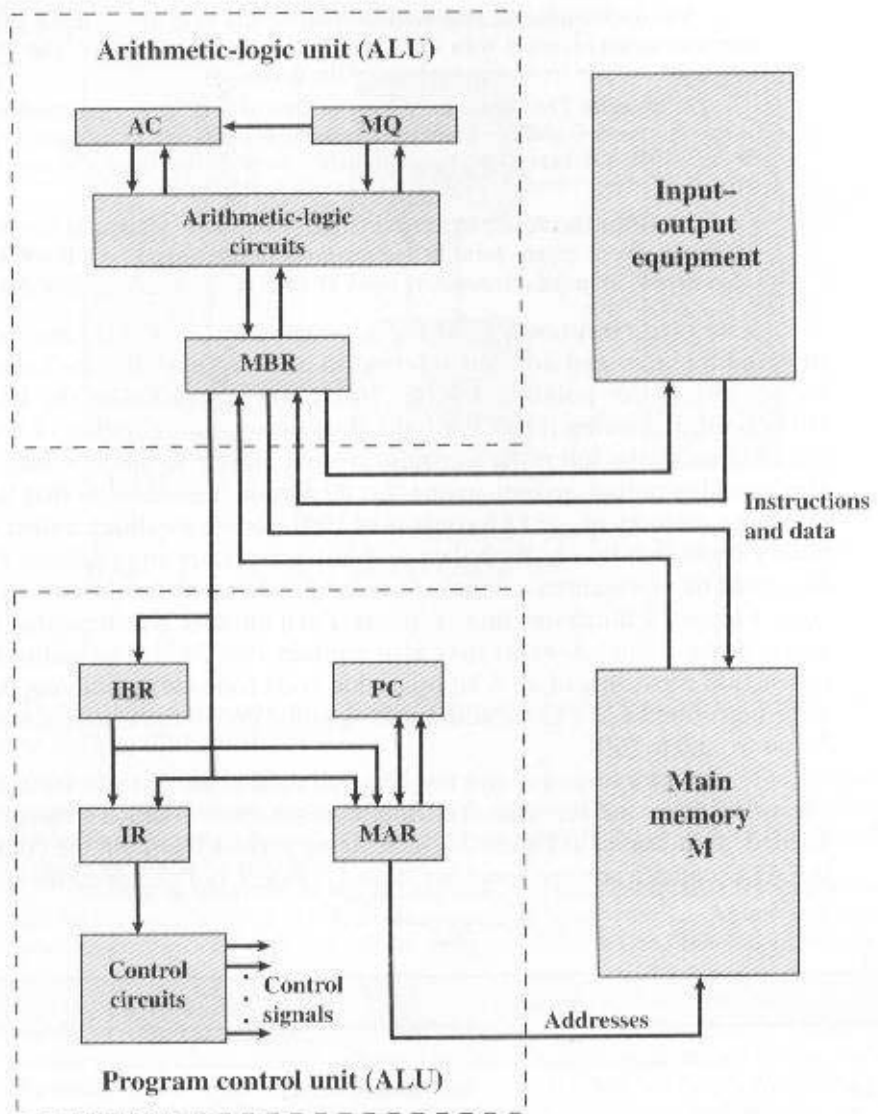 Arithmetic-logic unit (ALU)
AC
MQ
Arithmetic-logic
circuits
Input–
output
equipment
MBR
Instructions
and data
IBR
PC
IR
MAR
Main
memory
M
Control
circuits
Control
signals
Addresses
Program control unit (ALU)